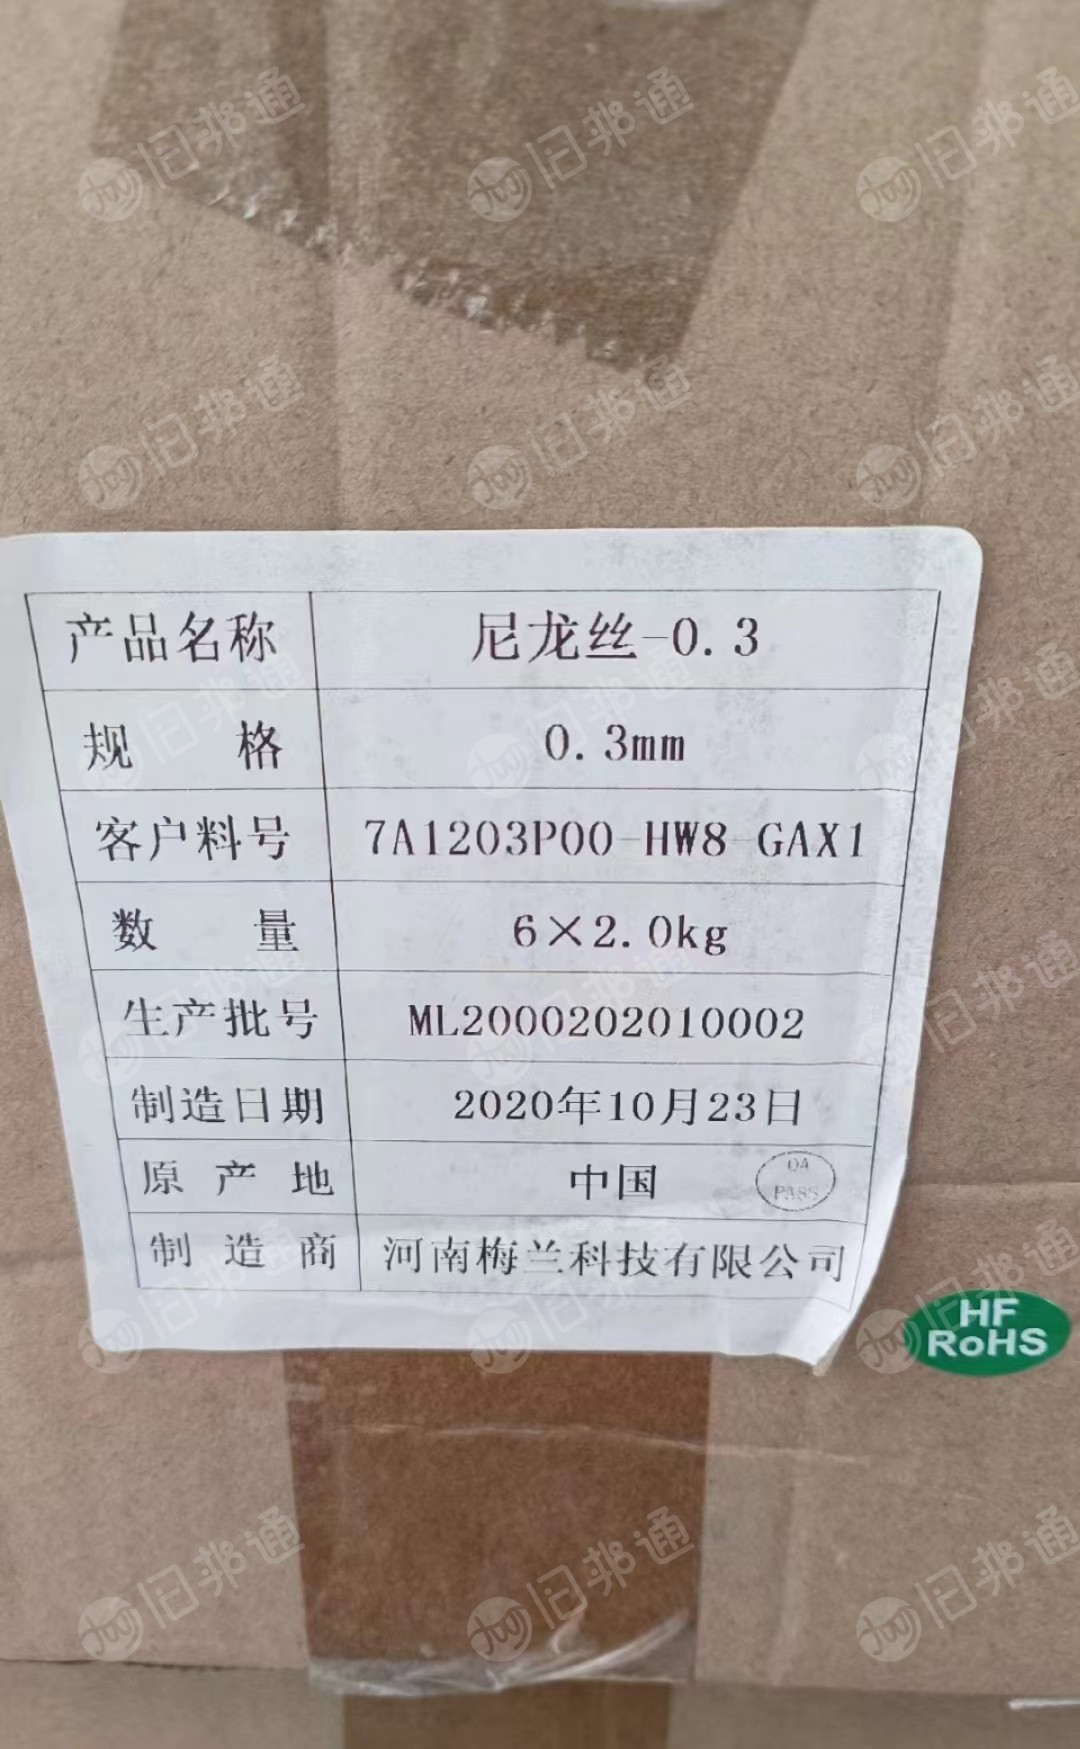 产品名称 尼龙丝-0.3
规格 0.3mm
客户料号 7A1203P00-HW8-GAX1
数量 6×2.0kg
生产批号 ML2000202010002
制造日期 2020年10月23日
原产地 中国
QA
PASS
制造商 河南梅兰科技有限公司
HF
RoHS
旧邦通